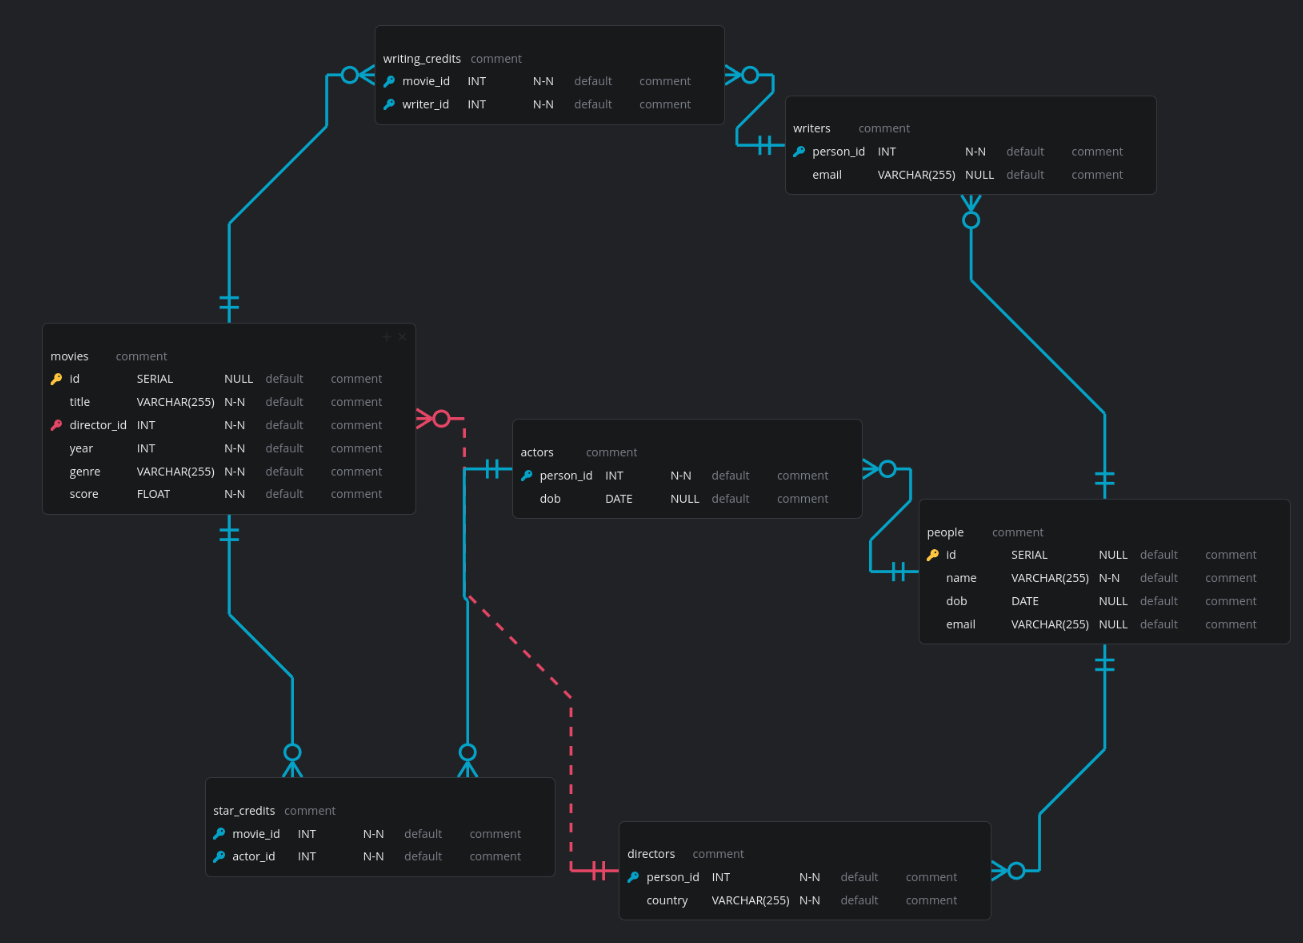 writing_credits comment
movie_id INT N-N default comment
writer_id INT N-N default comment
writers comment
person_id INT N-N default comment
email VARCHAR(255) NULL default comment
movies comment
id SERIAL NULL default comment
title VARCHAR(255) N-N default comment
director_id INT N-N default comment
year INT N-N default comment
genre VARCHAR(255) N-N default comment
score FLOAT N-N default comment
actors comment
person_id INT N-N default comment
dob DATE NULL default comment
people comment
id SERIAL NULL default comment
name VARCHAR(255) N-N default comment
dob DATE NULL default comment
email VARCHAR(255) NULL default comment
star_credits comment
movie_id INT N-N default comment
actor_id INT N-N default comment
directors comment
person_id INT N-N default comment
country VARCHAR(255) N-N default comment